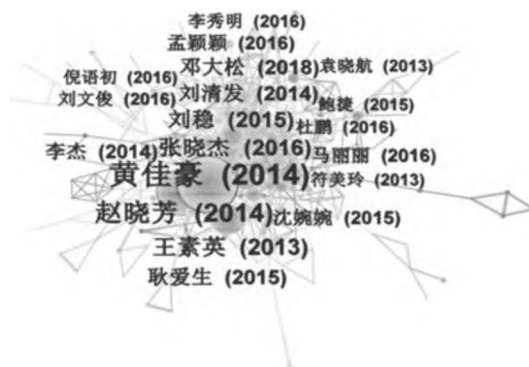 李秀明 (2016)
孟颖颖 (2016)
邓大松 (2018) 袁晓航 (2013)
倪语初 (2016)
刘文俊 (2016) 刘清发 (2014) 鲍捷 (2015)
刘稳 (2015) 杜鹏 (2016)
李杰 (2014) 张晓杰 (2016) 马丽丽 (2016)
黄佳豪 (2014) 符美玲 (2013)
赵晓芳 (2014) 沈婉婉 (2015)
王素英 (2013)
耿爱生 (2015)